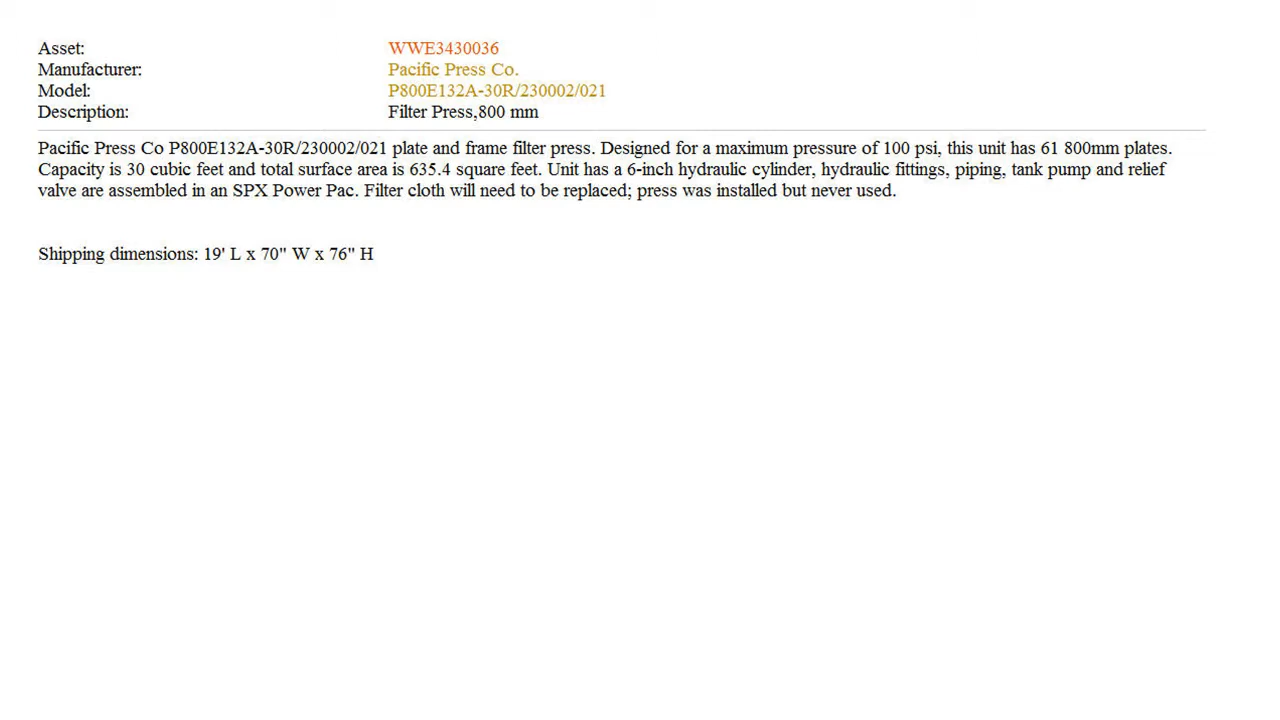 Asset: WWE3430036
Manufacturer: Pacific Press Co.
Model: P800E132A-30R/230002/021
Description: Filter Press,800 mm
Pacific Press Co P800E132A-30R/230002/021 plate and frame filter press. Designed for a maximum pressure of 100 psi, this unit has 61 800mm plates.
Capacity is 30 cubic feet and total surface area is 635.4 square feet. Unit has a 6-inch hydraulic cylinder, hydraulic fittings, piping, tank pump and relief
valve are assembled in an SPX Power Pac. Filter cloth will need to be replaced; press was installed but never used.
Shipping dimensions: 19' L x 70" W x 76" H